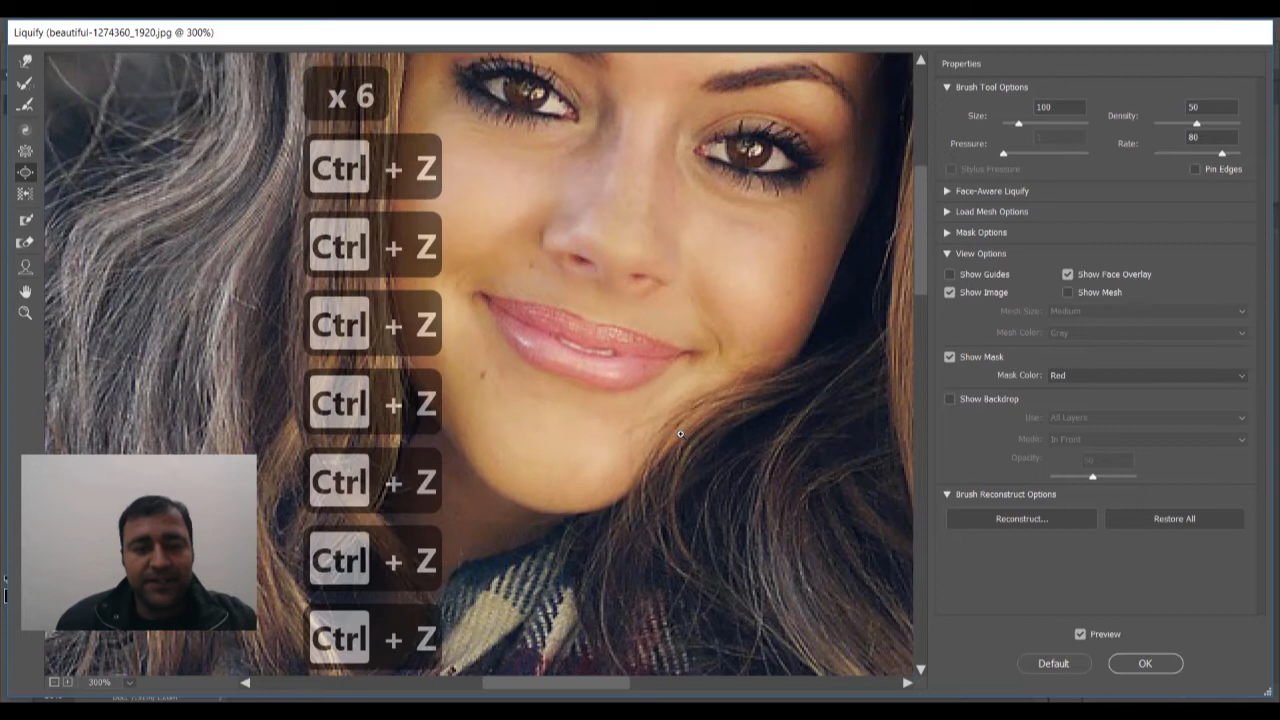 Liquify (beautiful-1274360_1920.jpg @ 300%)
x 6
Ctrl + Z
Ctrl + Z
Ctrl + Z
Ctrl + Z
Ctrl + Z
Ctrl + Z
Ctrl + Z
300%
Properties
Brush Tool Options
Size: 100 Density: 50
Pressure: 1 Rate: 80
Stylus Pressure Pin Edges
Face-Aware Liquify
Load Mesh Options
Mask Options
View Options
Show Guides Show Face Overlay
Show Image Show Mesh
Mesh Size: Medium
Mesh Color: Gray
Show Mask
Mask Color: Red
Show Backdrop
Use: All Layers
Mode: In Front
Opacity: 50
Brush Reconstruct Options
Reconstruct... Restore All
Preview
Default OK